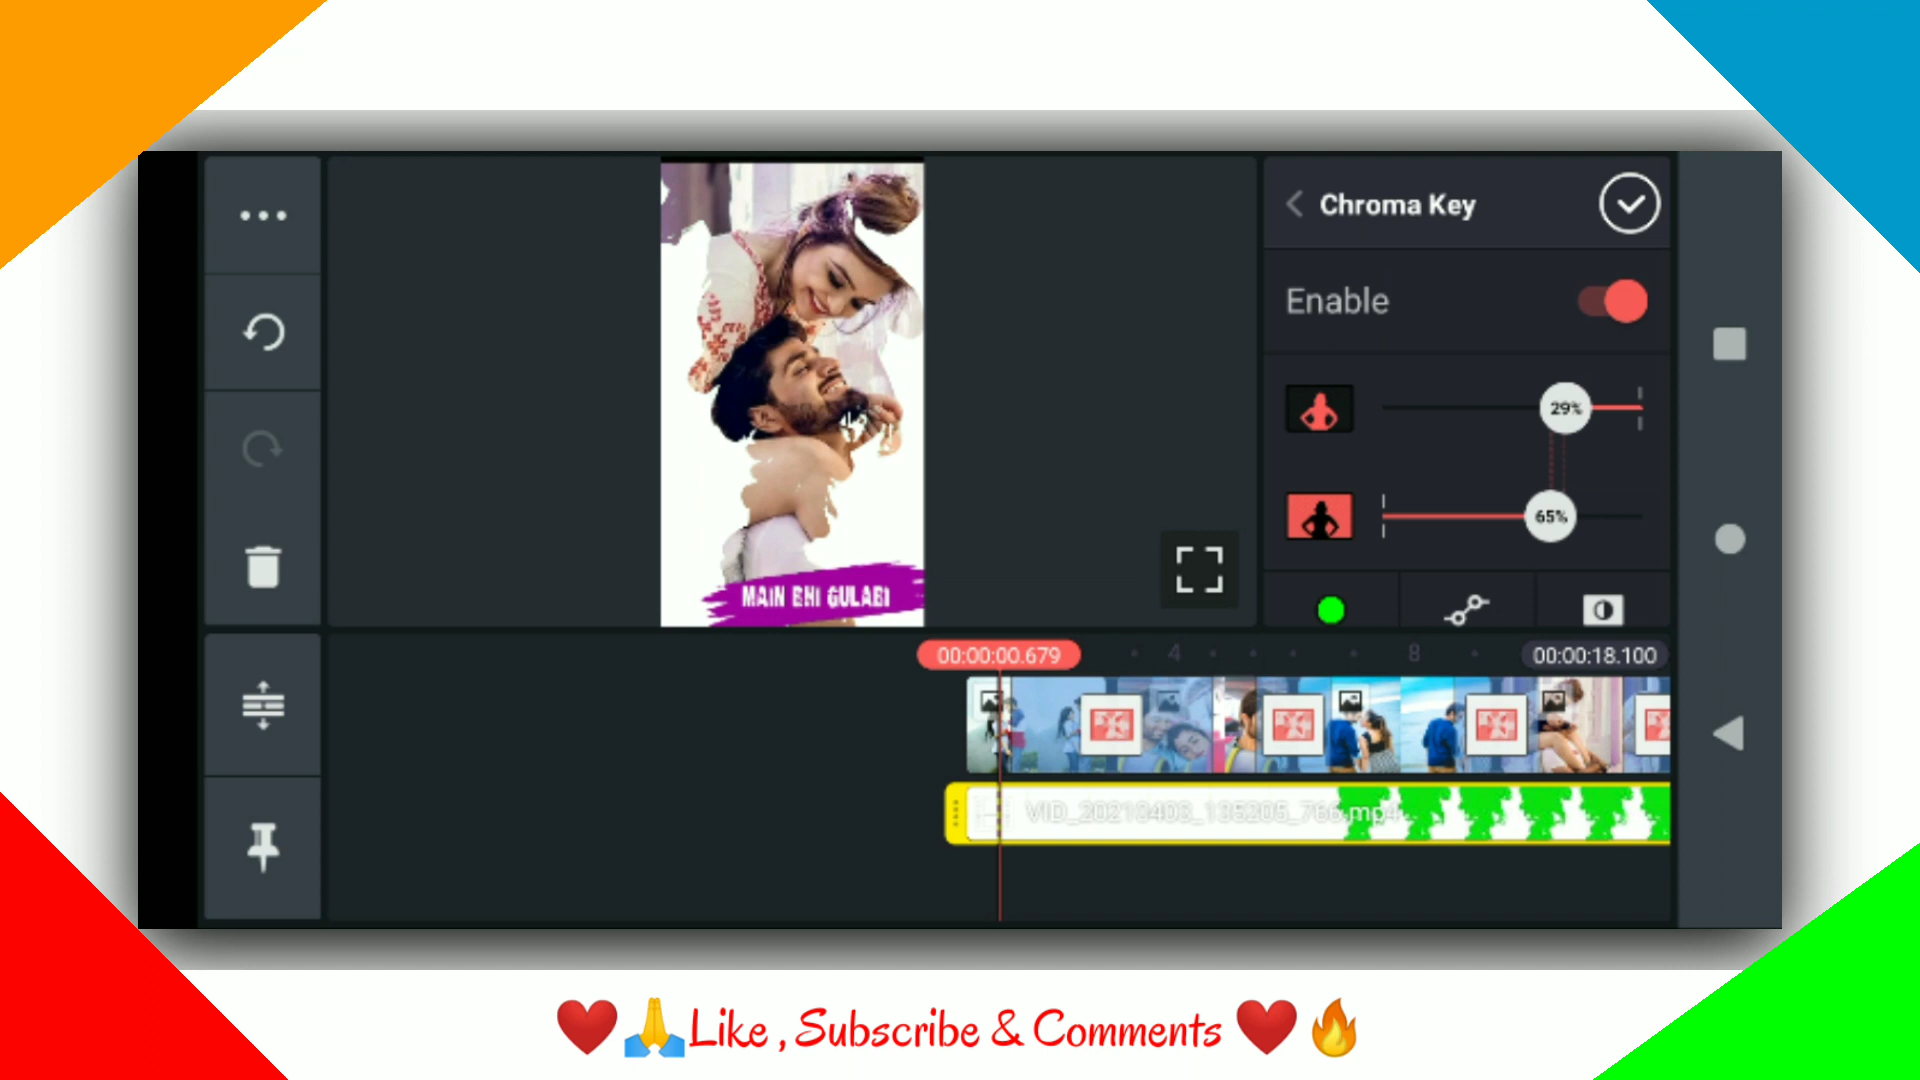 Chroma Key
Enable
29%
65%
MAIN BHI GULABI
00:00:00.679
4
8
00:00:18.100
VID_20210403_135205_766.mp4
Like , Subscribe & Comments